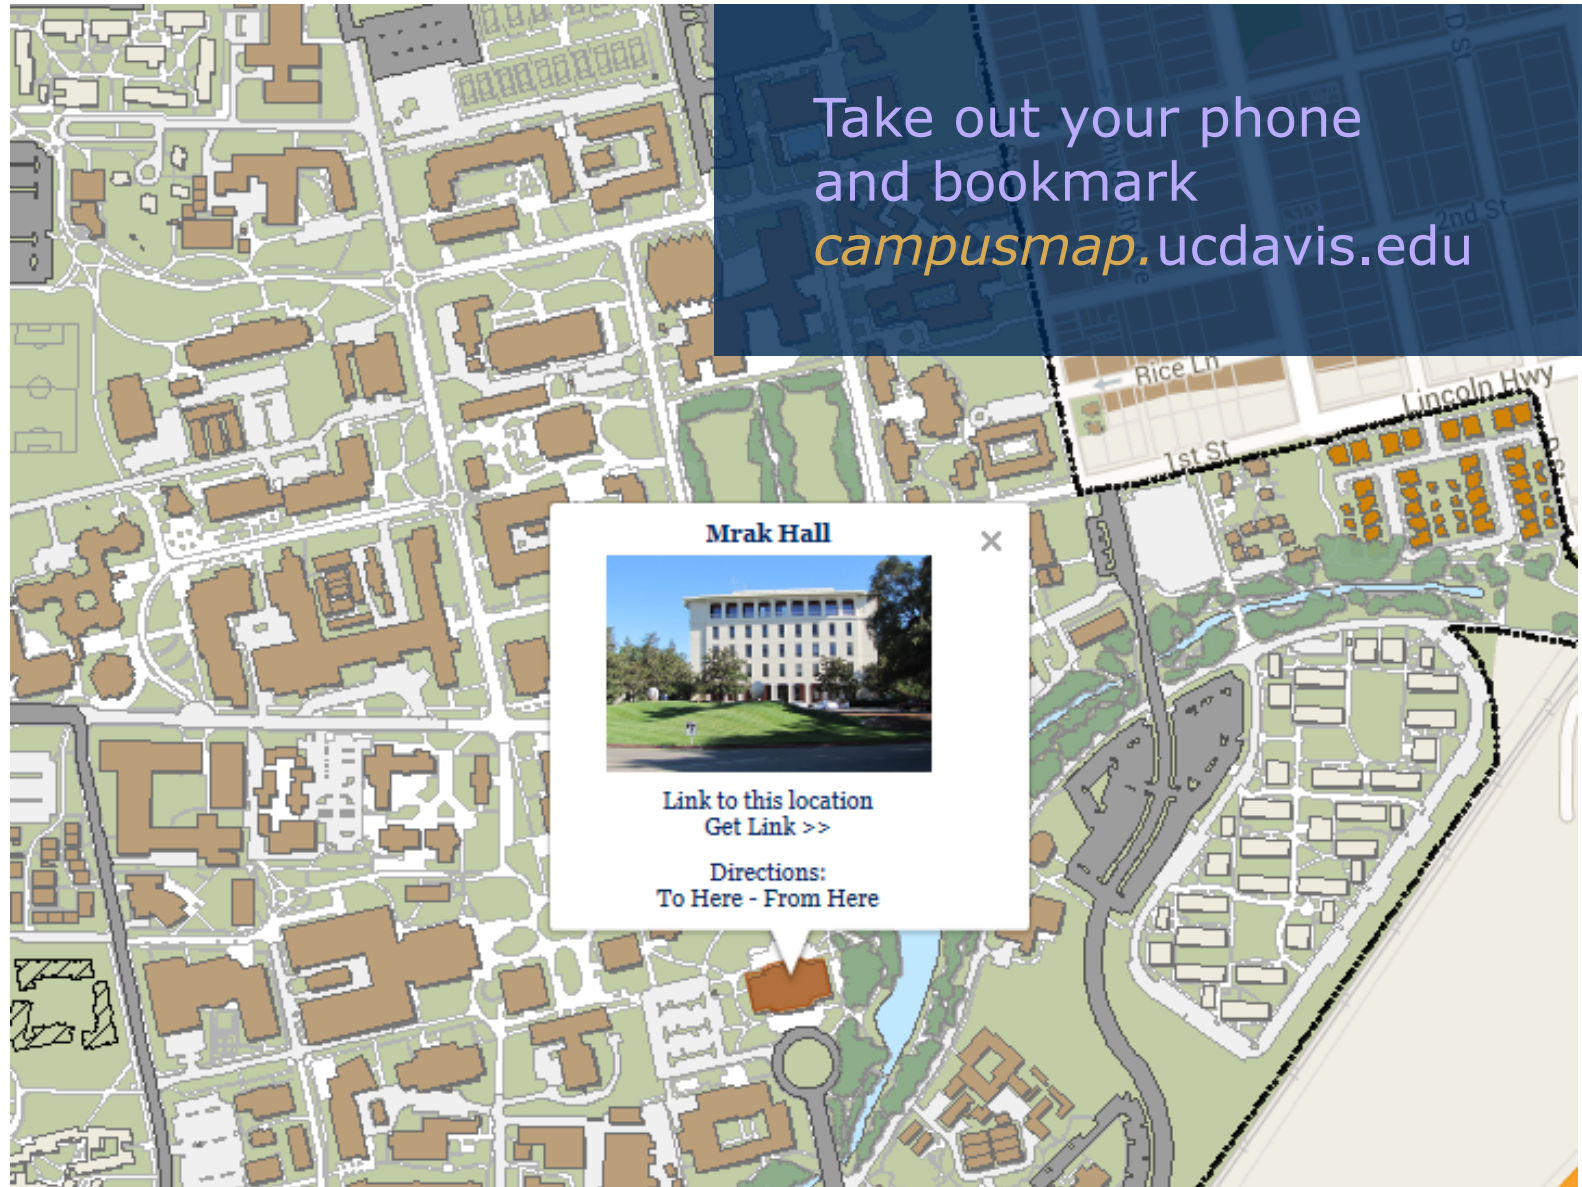 Take out your phone
and bookmark
campusmap.ucdavis.edu
D St
2nd St
Rice Ln
Lincoln Hwy
1st St
Mrak Hall
×
Link to this location
Get Link >>
Directions:
To Here - From Here